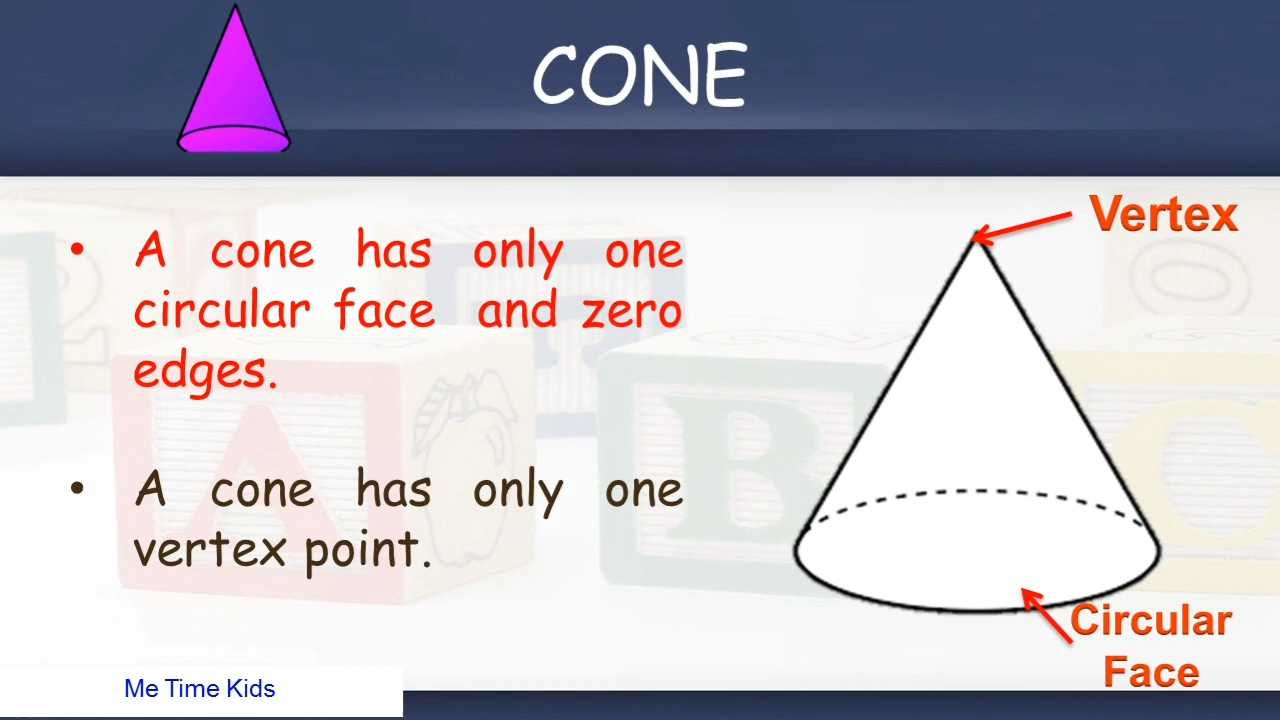 CONE
• A cone has only one
circular face and zero
edges.
• A cone has only one
vertex point.
Vertex
Circular
Face
Me Time Kids
A
B
C